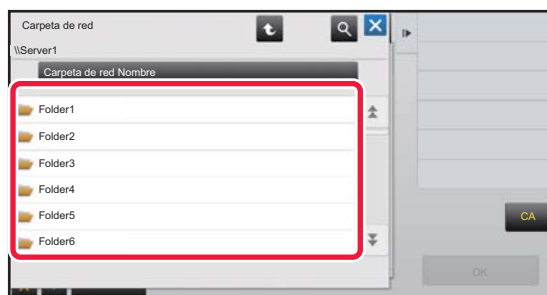 Carpeta de red
\\Server1
Carpeta de red Nombre
Folder1
Folder2
Folder3
Folder4
Folder5
Folder6
CA
OK